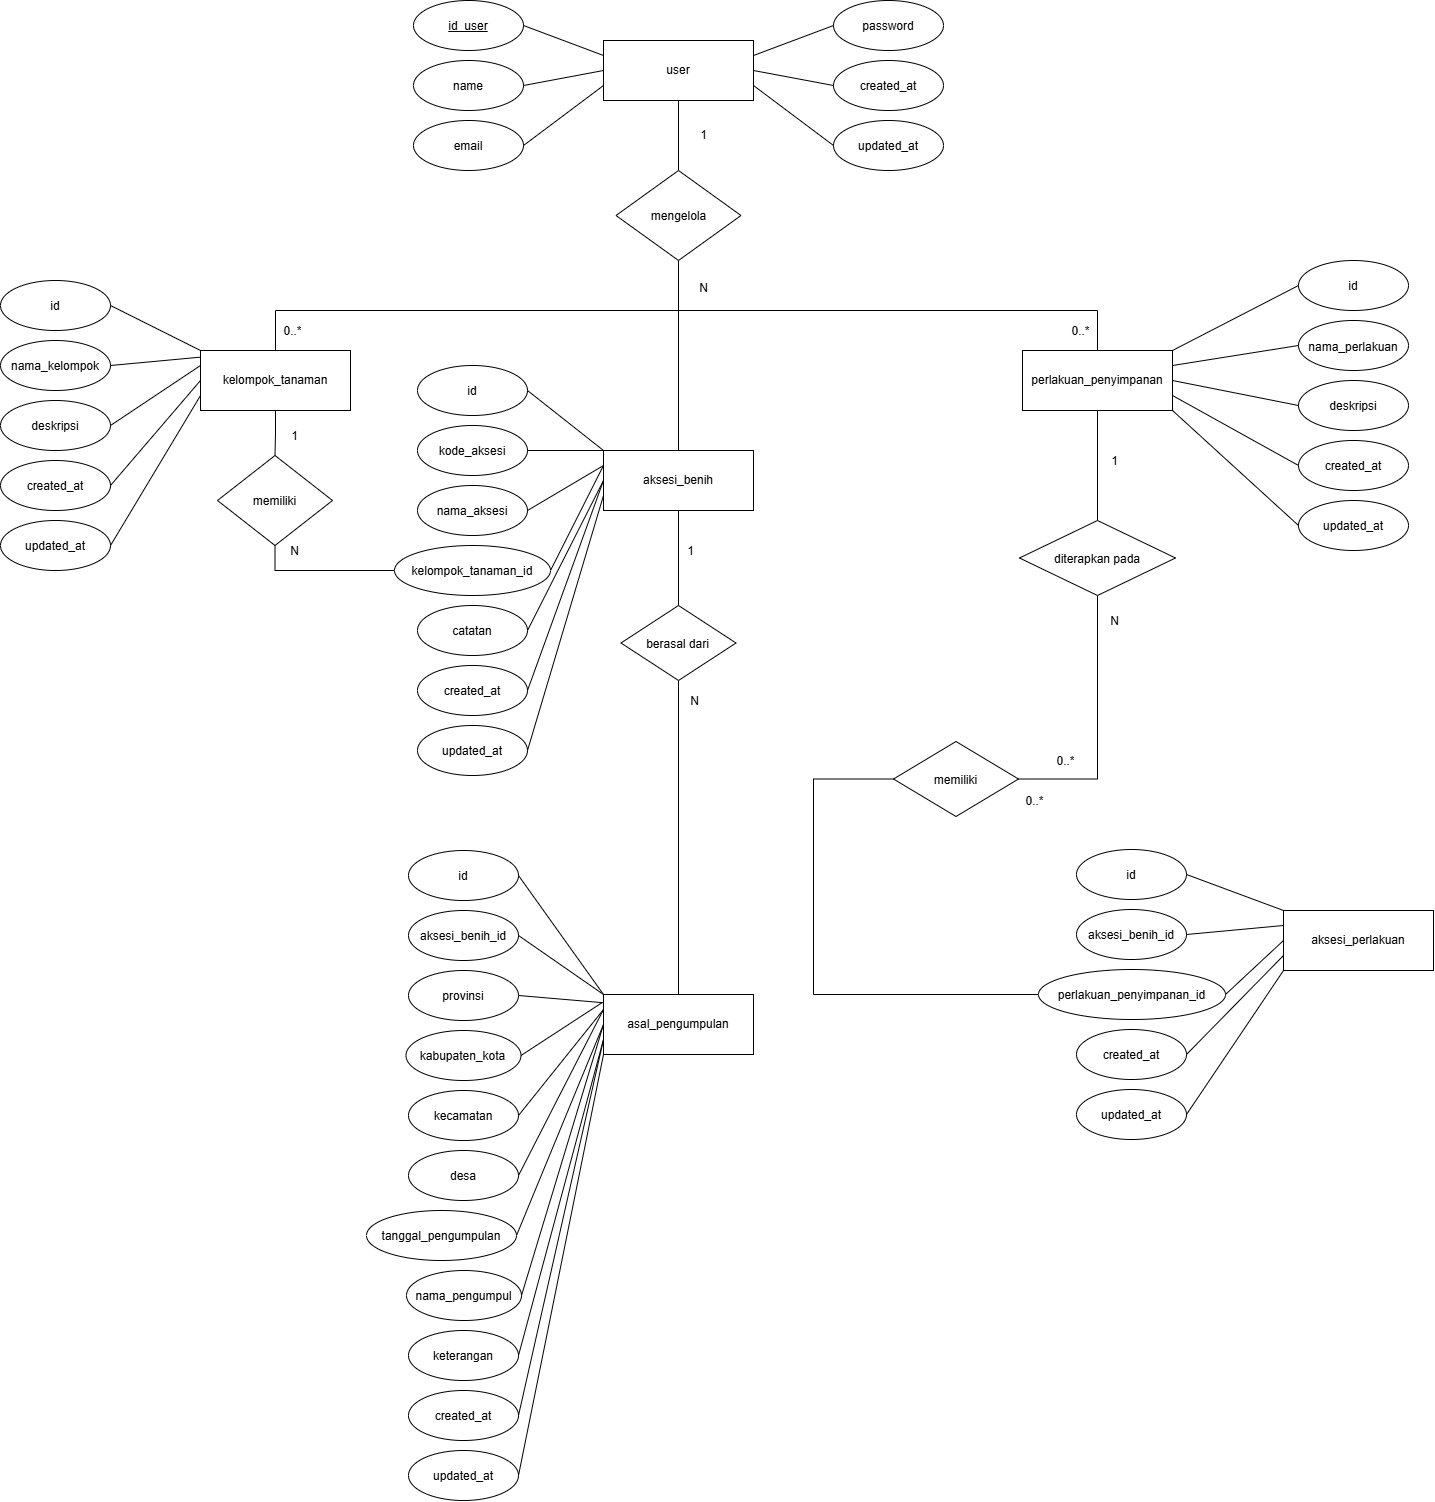 id_user
name
email
user
password
created_at
updated_at
1
mengelola
N
0..*
0..*
id
nama_kelompok
deskripsi
created_at
updated_at
kelompok_tanaman
1
memiliki
N
id
kode_aksesi
nama_aksesi
kelompok_tanaman_id
catatan
created_at
updated_at
aksesi_benih
1
berasal dari
N
perlakuan_penyimpanan
id
nama_perlakuan
deskripsi
created_at
updated_at
1
diterapkan pada
N
0..*
memiliki
0..*
id
aksesi_benih_id
provinsi
kabupaten_kota
kecamatan
desa
tanggal_pengumpulan
nama_pengumpul
keterangan
created_at
updated_at
asal_pengumpulan
id
aksesi_benih_id
perlakuan_penyimpanan_id
created_at
updated_at
aksesi_perlakuan